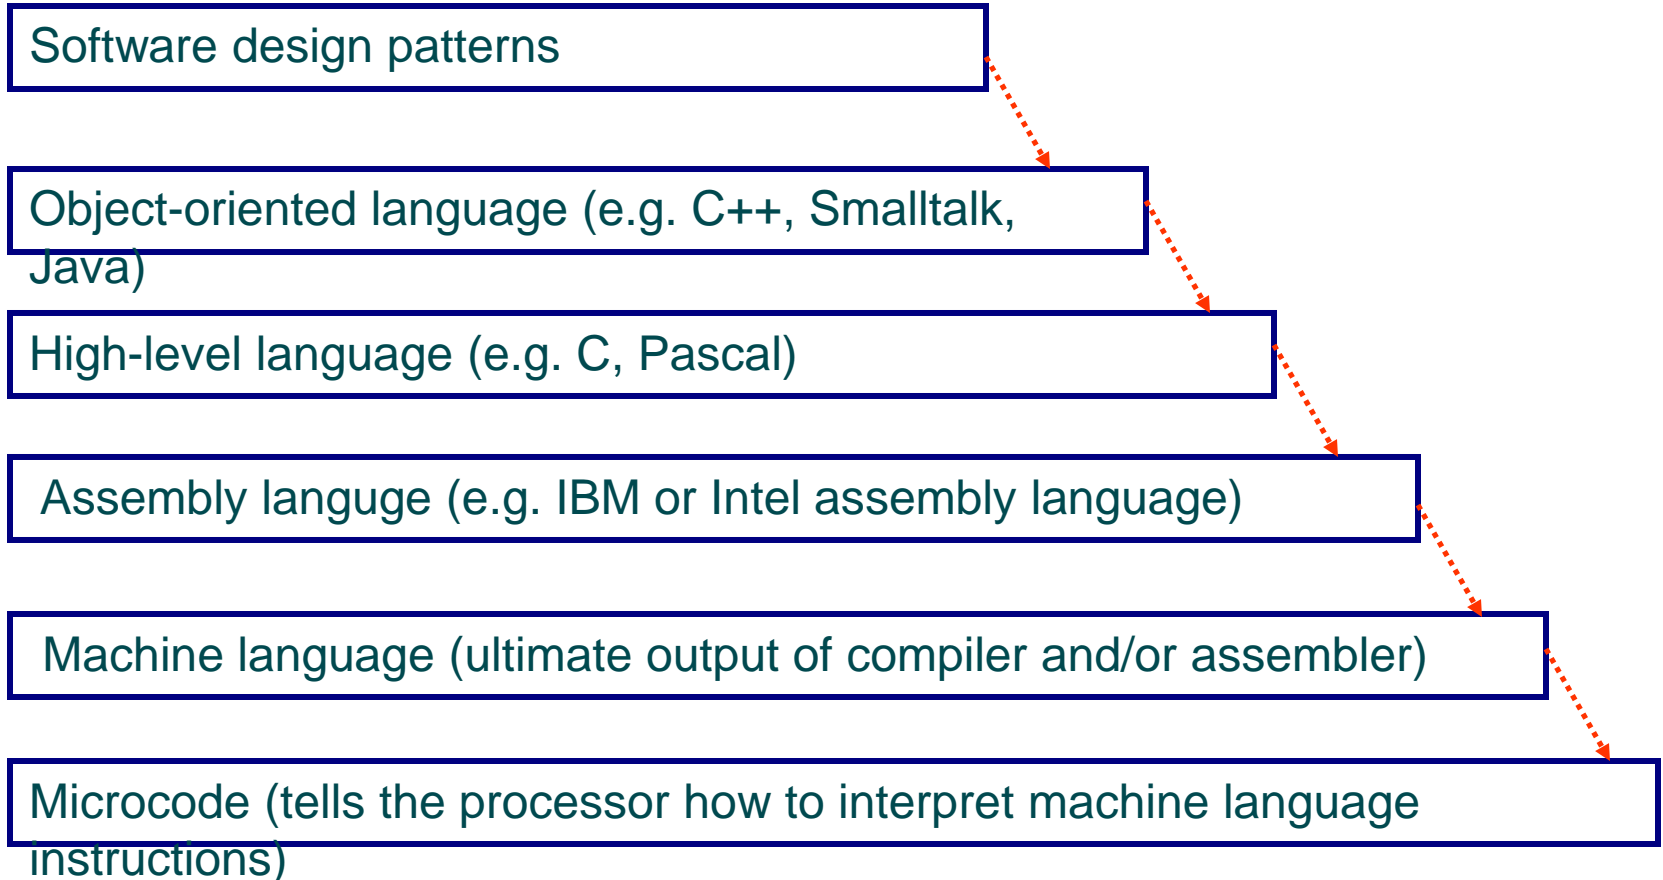 Software design patterns
Object-oriented language (e.g. C++, Smalltalk,
Java)
High-level language (e.g. C, Pascal)
Assembly languge (e.g. IBM or Intel assembly language)
Machine language (ultimate output of compiler and/or assembler)
Microcode (tells the processor how to interpret machine language
instructions)